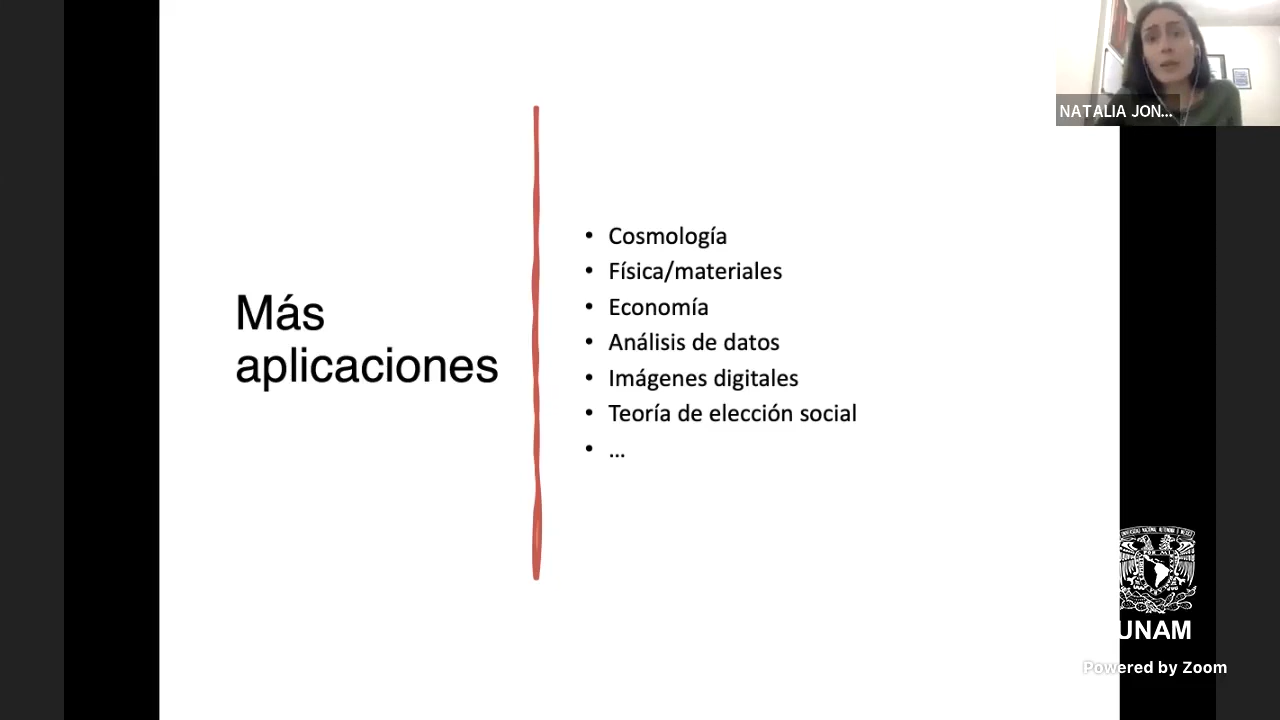 NATALIA JON...
Más
aplicaciones
• Cosmología
• Física/materiales
• Economía
• Análisis de datos
• Imágenes digitales
• Teoría de elección social
• ...
UNAM
Powered by Zoom